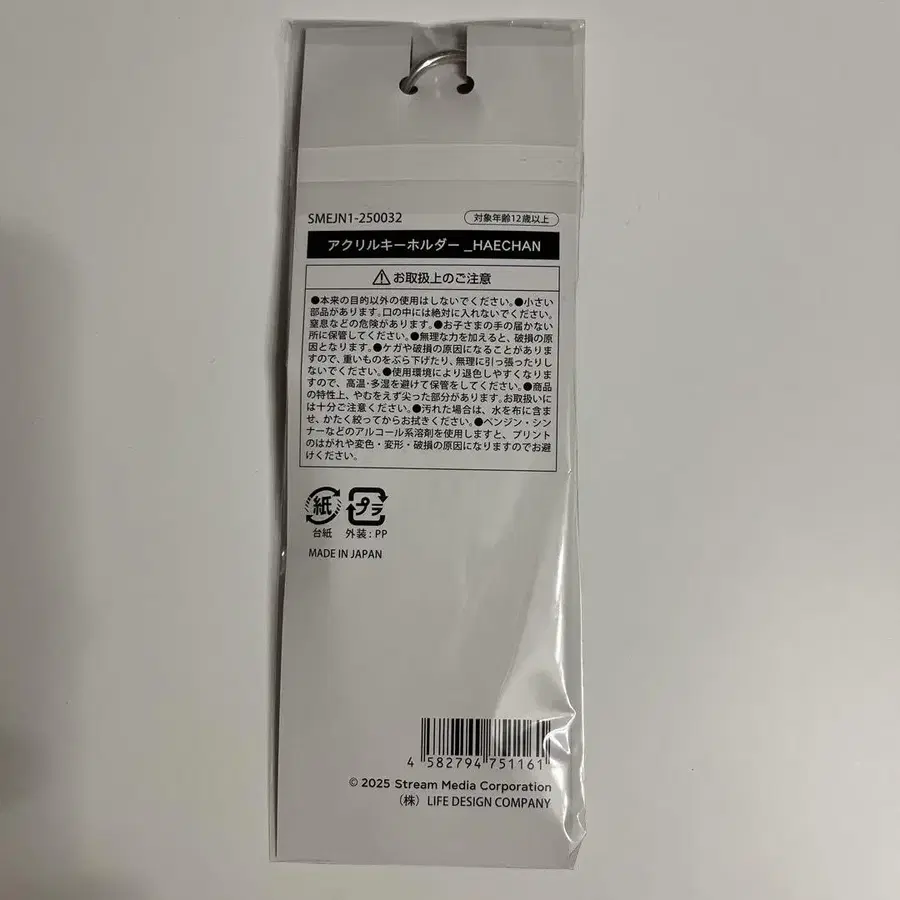 SMEJN1-250032
対象年齢12歳以上
アクリルキーホルダー _HAECHAN
⚠お取扱上のご注意
●本来の目的以外の使用はしないでください。●小さい
部品があります。口の中には絶対に入れないでください。
窒息などの危険があります。●お子さまの手の届かない
所に保管してください。●無理な力を加えると、破損の原
因となります。●ケガや破損の原因になることがありま
すので、重いものをぶら下げたり、無理に引っ張ったりし
ないでください。●使用環境により退色しやすくなりま
すので、高温・多湿を避けて保管をしてください。●商品
の特性上、やむをえず尖った部分があります。お取扱いに
は十分ご注意ください。●汚れた場合は、水を布に含ま
せ、かたく絞ってからお拭きください。●ベンジン・シン
ナーなどのアルコール系溶剤を使用しますと、プリント
のはがれや変色・変形・破損の原因になりますのでお避
けください。
紙 プラ
台紙 外装：PP
MADE IN JAPAN
4 582794 751161
© 2025 Stream Media Corporation
（株） LIFE DESIGN COMPANY